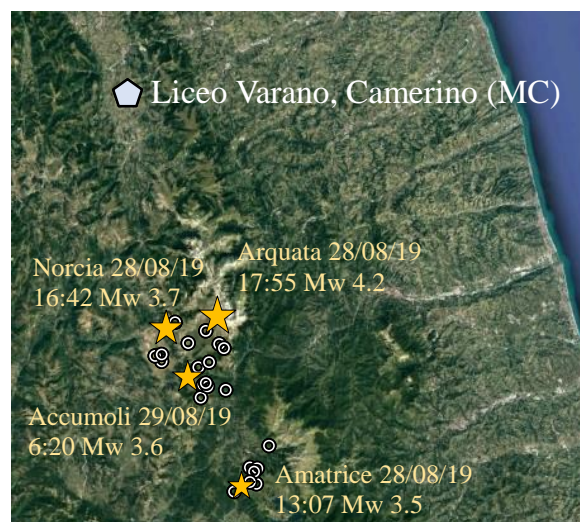 Liceo Varano, Camerino (MC)
Arquata 28/08/19
17:55 Mw 4.2
Norcia 28/08/19
16:42 Mw 3.7
Accumoli 29/08/19
6:20 Mw 3.6
Amatrice 28/08/19
13:07 Mw 3.5